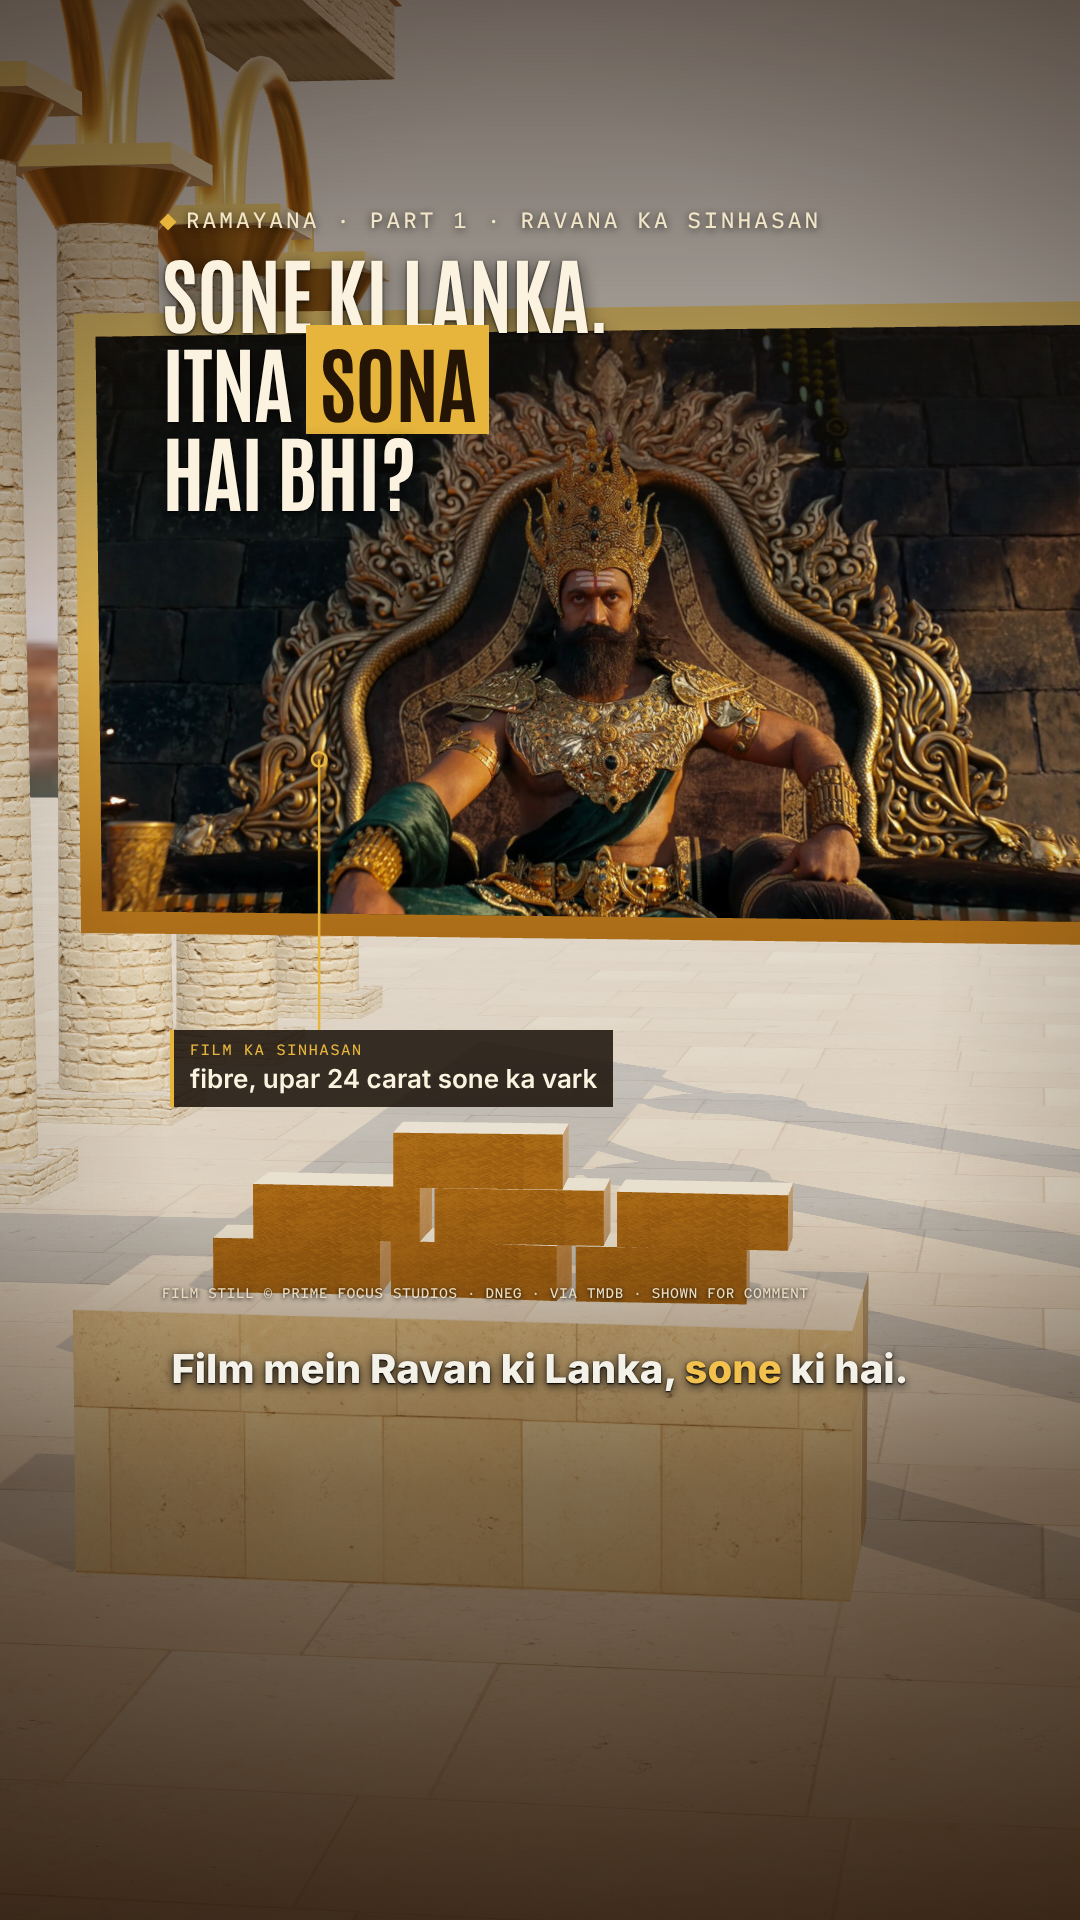 RAMAYANA · PART 1 · RAVANA KA SINHASAN
SONE KI LANKA.
ITNA SONA
HAI BHI?
FILM KA SINHASAN
fibre, upar 24 carat sone ka vark
FILM STILL © PRIME FOCUS STUDIOS · DNEG · VIA TMDB · SHOWN FOR COMMENT
Film mein Ravan ki Lanka, sone ki hai.